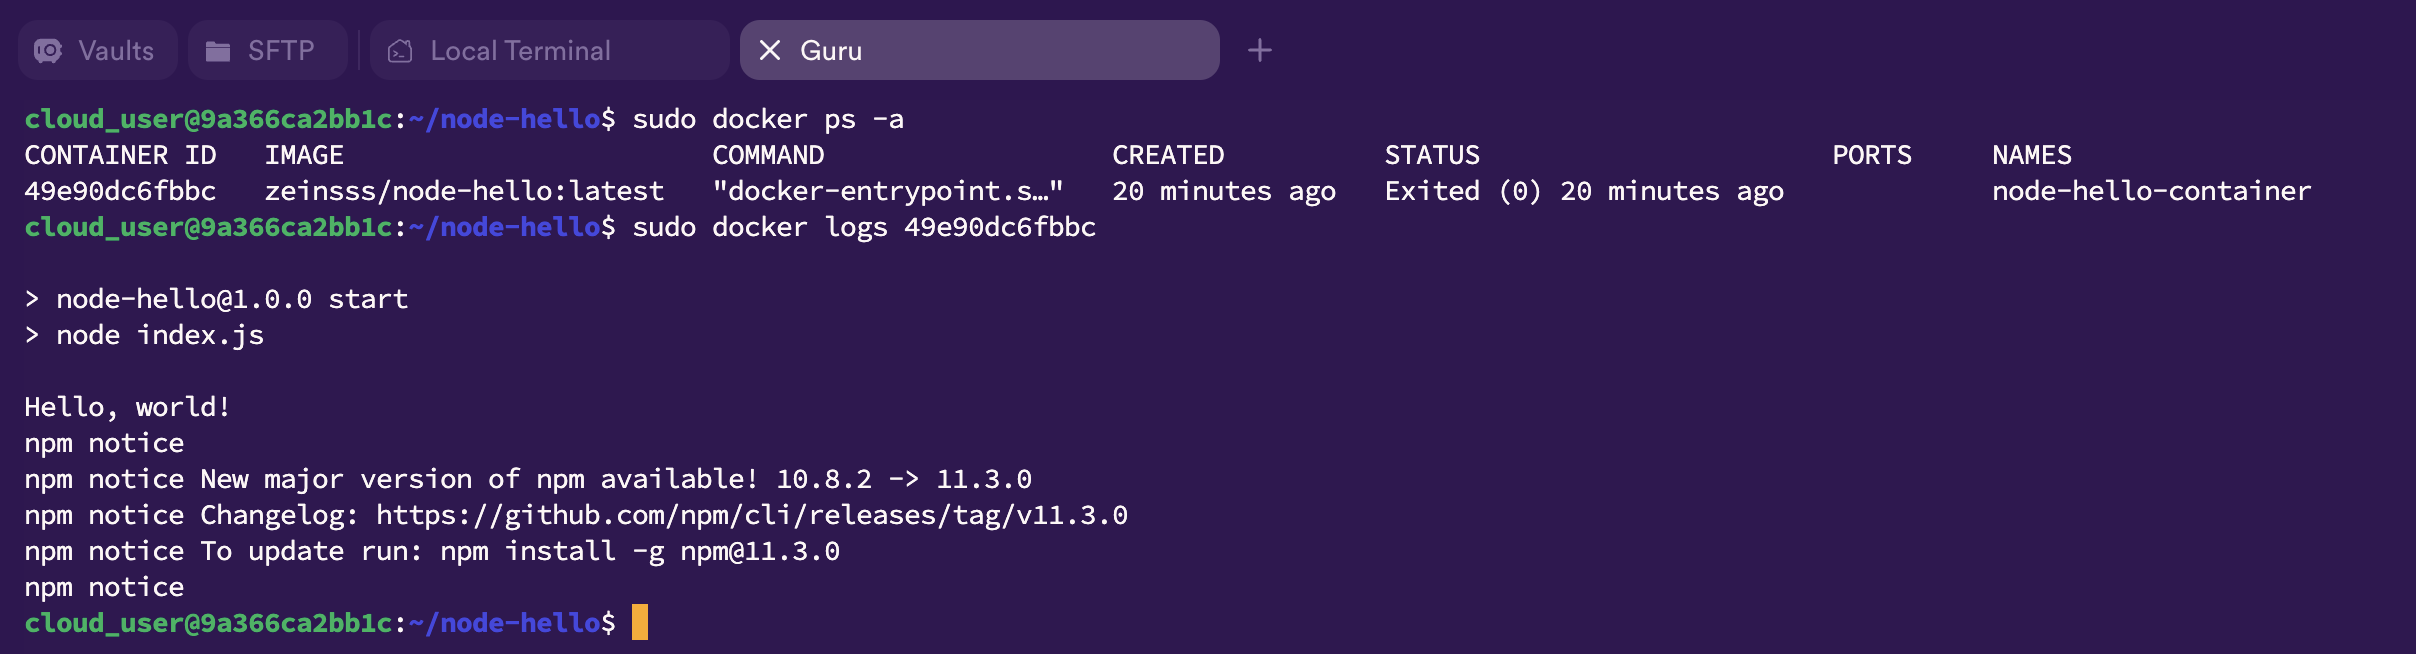 Vaults SFTP Local Terminal Guru
cloud_user@9a366ca2bb1c:~/node-hello$ sudo docker ps -a
CONTAINER ID   IMAGE                       COMMAND                  CREATED          STATUS                      PORTS     NAMES
49e90dc6fbbc   zeinsss/node-hello:latest   "docker-entrypoint.s…"   20 minutes ago   Exited (0) 20 minutes ago             node-hello-container
cloud_user@9a366ca2bb1c:~/node-hello$ sudo docker logs 49e90dc6fbbc

> node-hello@1.0.0 start
> node index.js

Hello, world!
npm notice
npm notice New major version of npm available! 10.8.2 -> 11.3.0
npm notice Changelog: https://github.com/npm/cli/releases/tag/v11.3.0
npm notice To update run: npm install -g npm@11.3.0
npm notice
cloud_user@9a366ca2bb1c:~/node-hello$